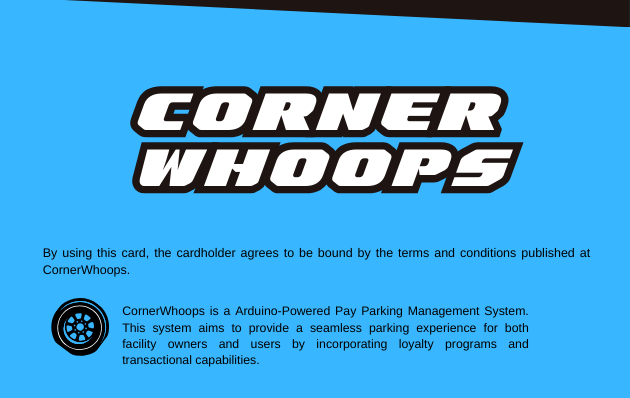 CORNER
WHOOPS
By using this card, the cardholder agrees to be bound by the terms and conditions published at
CornerWhoops.
CornerWhoops is a Arduino-Powered Pay Parking Management System.
This system aims to provide a seamless parking experience for both
facility owners and users by incorporating loyalty programs and
transactional capabilities.